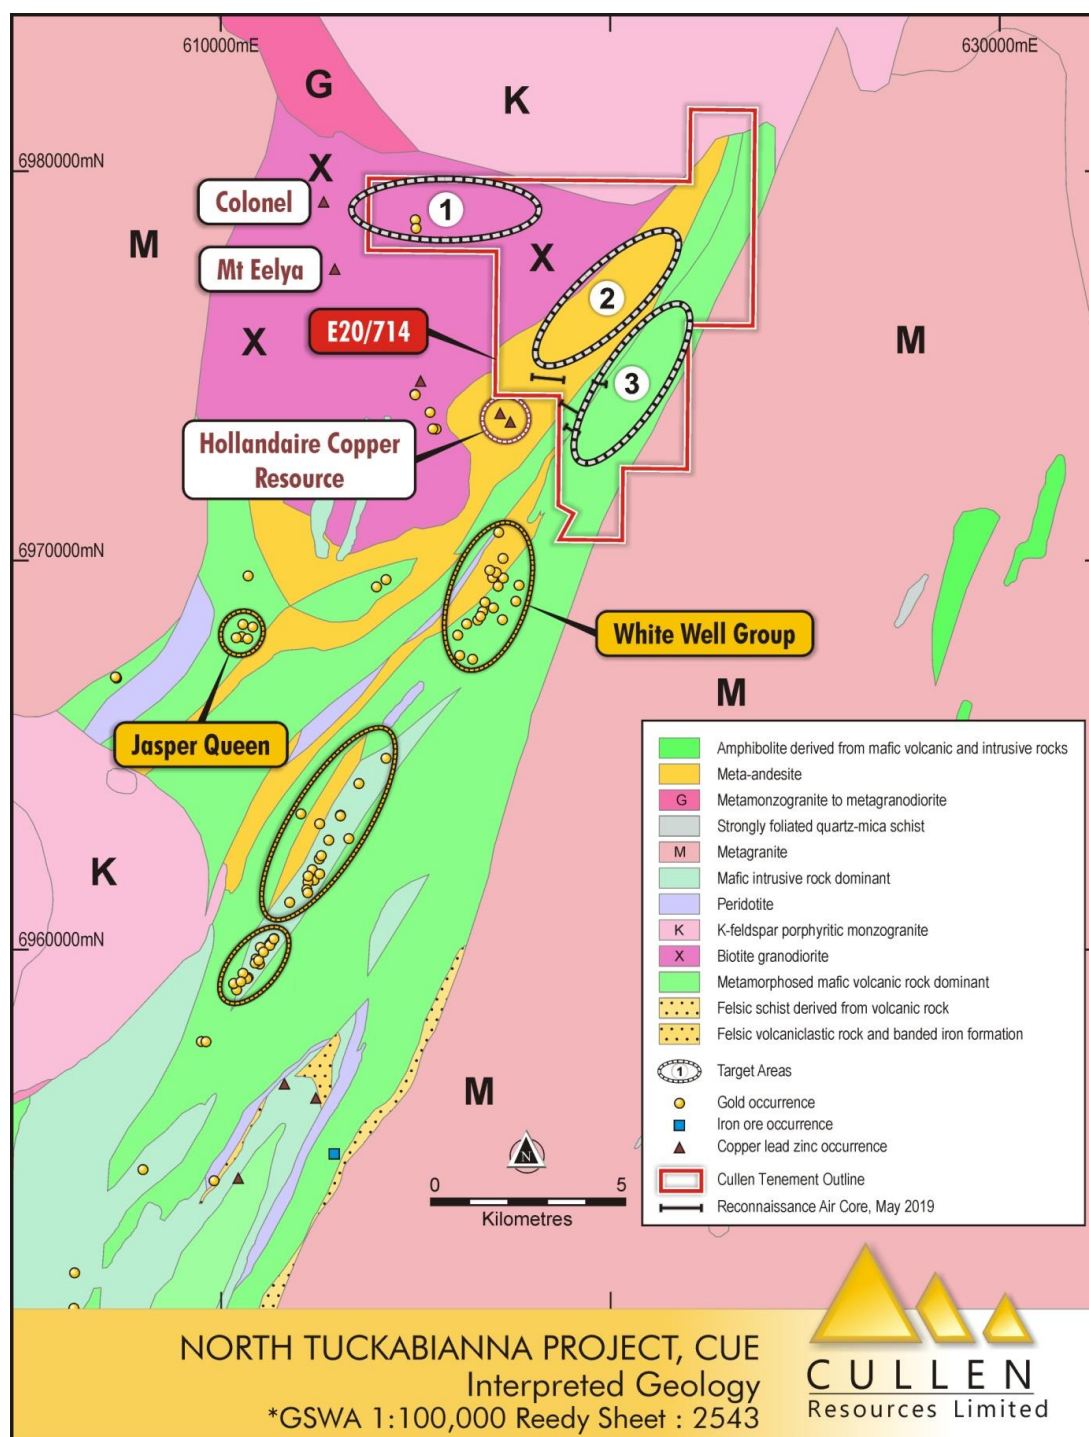 610000mE
630000mE
G
K
6980000mN
X
Colonel
1
M
X
Mt Eelya
2
E20/714
X
M
3
Hollandaire Copper
Resource
6970000mN
White Well Group
M
Jasper Queen
K
6960000mN
M
N
0 5
Kilometres
Amphibolite derived from mafic volcanic and intrusive rocks
Meta-andesite
G Metamonzogranite to metagranodiorite
Strongly foliated quartz-mica schist
M Metagranite
Mafic intrusive rock dominant
Peridotite
K K-feldspar porphyritic monzogranite
X Biotite granodiorite
Metamorphosed mafic volcanic rock dominant
Felsic schist derived from volcanic rock
Felsic volcaniclastic rock and banded iron formation
1 Target Areas
Gold occurrence
Iron ore occurrence
Copper lead zinc occurrence
Cullen Tenement Outline
Reconnaissance Air Core, May 2019
NORTH TUCKABIANNA PROJECT, CUE
Interpreted Geology
*GSWA 1:100,000 Reedy Sheet : 2543
CULLEN
Resources Limited